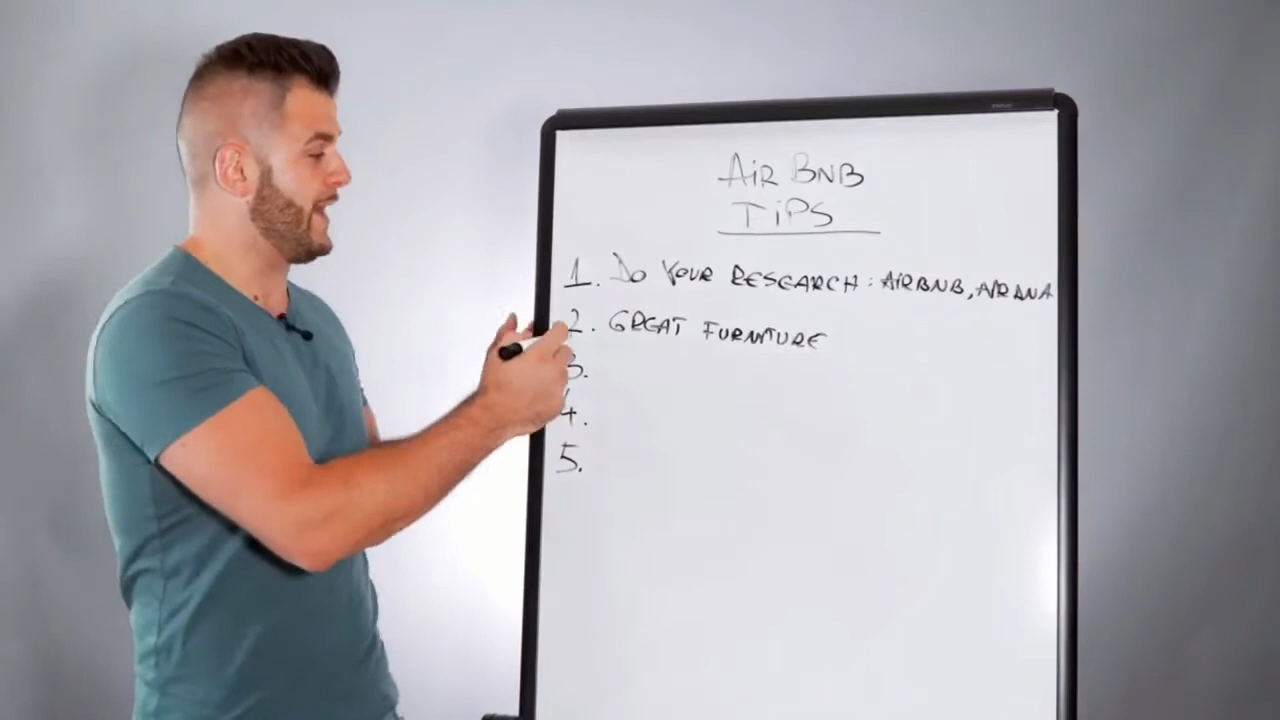 AiR BNB
TiPS
1. Do YOUR RESEARCH: AiRBNB, AIRDNA
2. GREAT FURNITURE
3.
4.
5.